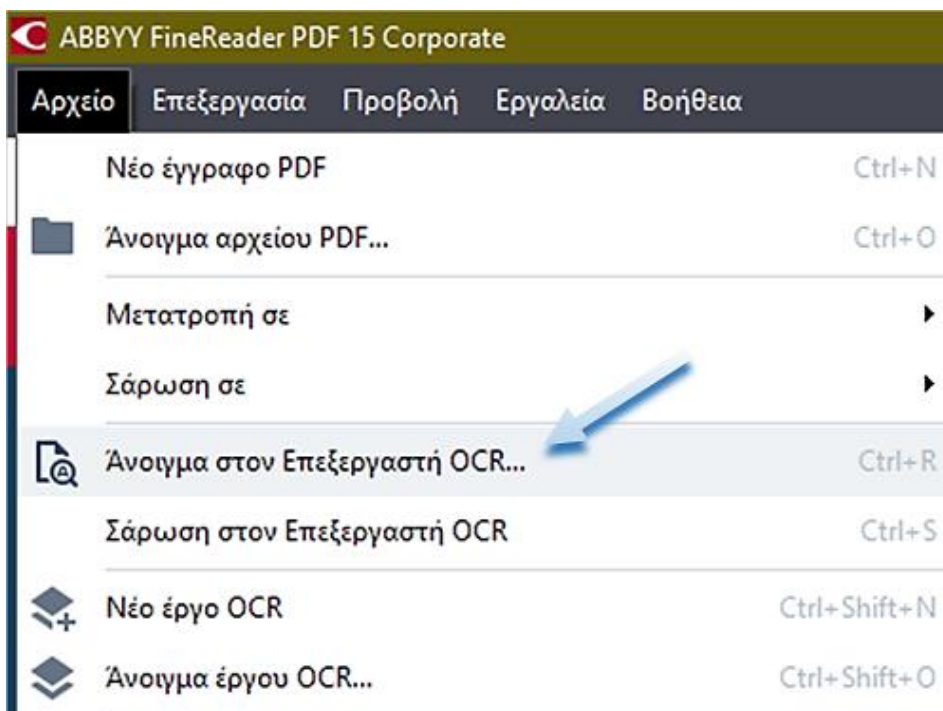 ABBYY FineReader PDF 15 Corporate
Αρχείο Επεξεργασία Προβολή Εργαλεία Βοήθεια
Νέο έγγραφο PDF Ctrl+N
Άνοιγμα αρχείου PDF... Ctrl+O
Μετατροπή σε
Σάρωση σε
Άνοιγμα στον Επεξεργαστή OCR... Ctrl+R
Σάρωση στον Επεξεργαστή OCR Ctrl+S
Νέο έργο OCR Ctrl+Shift+N
Άνοιγμα έργου OCR... Ctrl+Shift+O